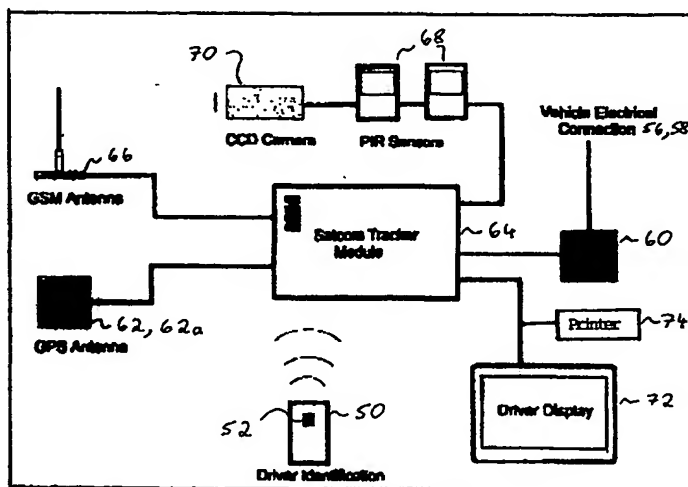 70
68
CCD Camera
PIR Sensors
Vehicle Electrical
Connection 56, 58
66
GSM Antenna
Satcom Tracker
Module
64
60
62, 62a
GPS Antenna
Printer
74
52
50
Driver Display
72
Driver Identification